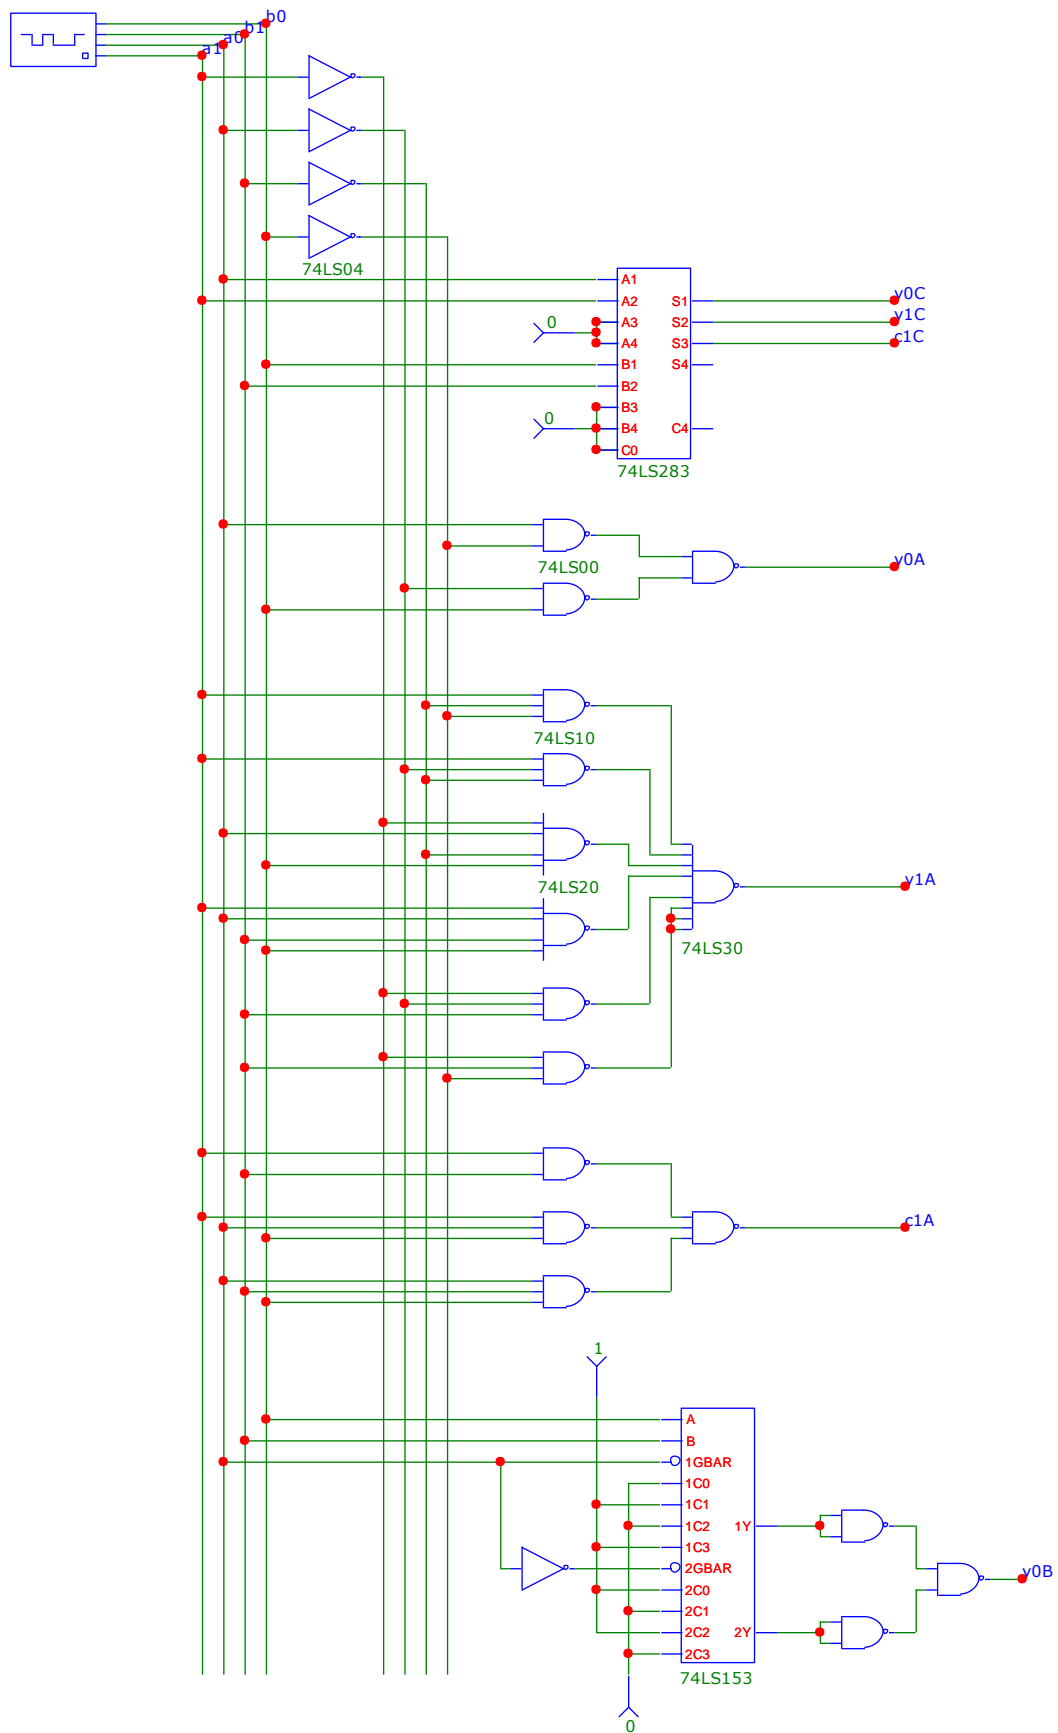 b0
b1
a0
a1
74LS04
A1
A2
A3
A4
B1
B2
B3
B4
C0
S1
S2
S3
S4
C4
0
0
y0C
y1C
c1C
74LS283
74LS00
y0A
74LS10
74LS20
y1A
74LS30
c1A
1
A
B
1GBAR
1C0
1C1
1C2
1C3
2GBAR
2C0
2C1
2C2
2C3
1Y
2Y
y0B
74LS153
0